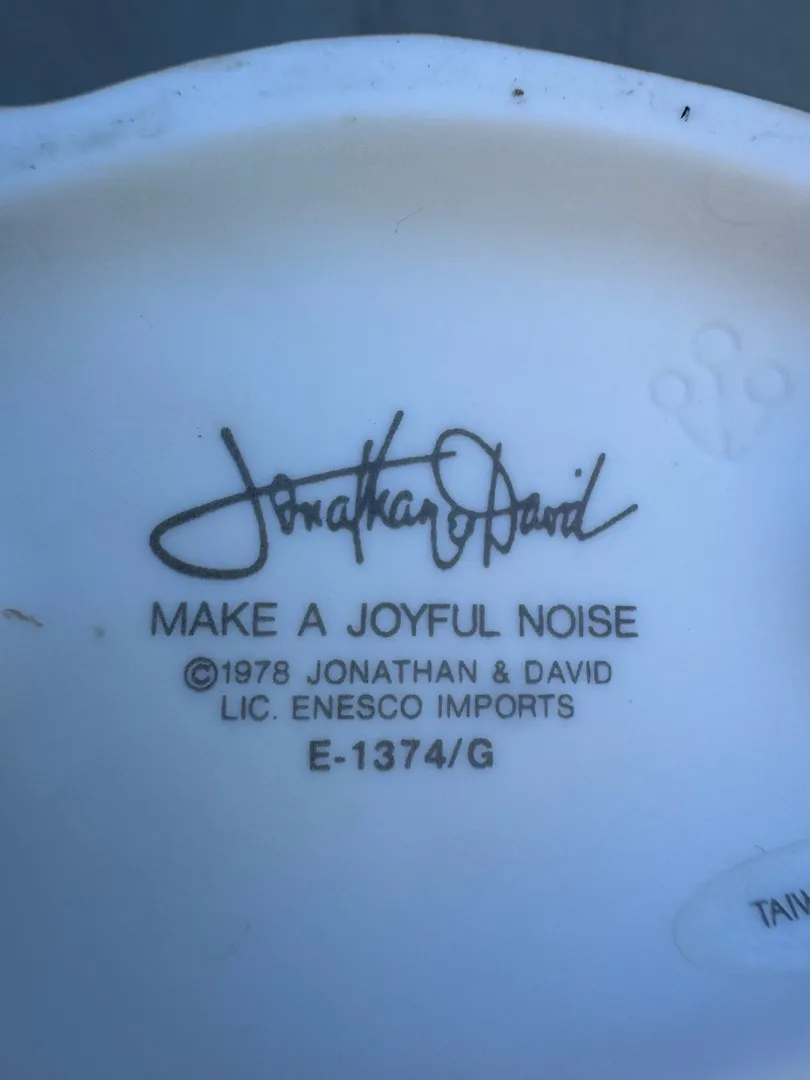 Jonathan & David
MAKE A JOYFUL NOISE
©1978 JONATHAN & DAVID
LIC. ENESCO IMPORTS
E-1374/G